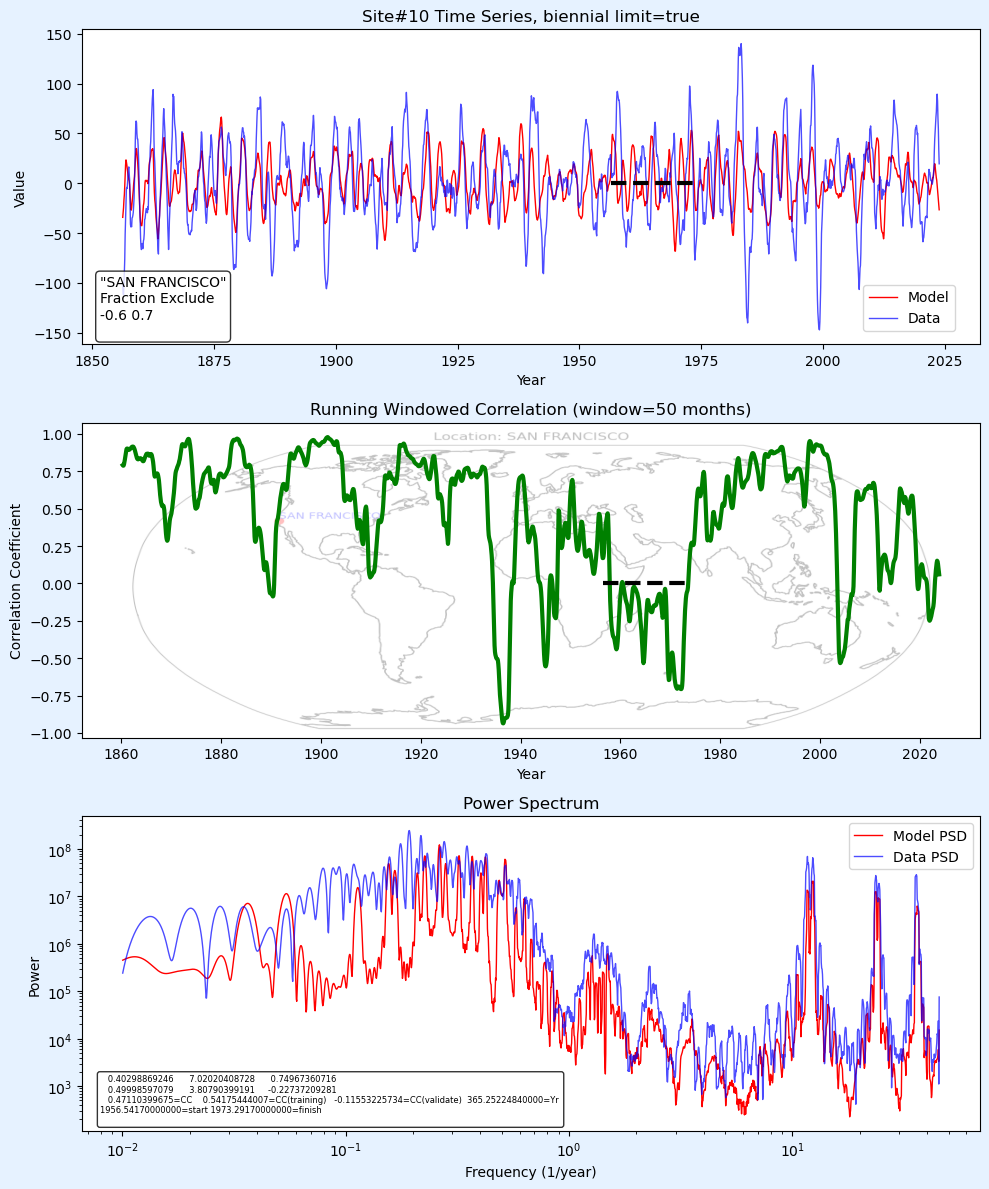 Site#10 Time Series, biennial limit=true
150
100
50
0
−50
−100
−150
Value
"SAN FRANCISCO"
Fraction Exclude
-0.6 0.7
Model
Data
1850 1875 1900 1925 1950 1975 2000 2025
Year
Running Windowed Correlation (window=50 months)
Location: SAN FRANCISCO
1.00
0.75
0.50
0.25
0.00
−0.25
−0.50
−0.75
−1.00
Correlation Coefficient
SAN FRANCISCO
1860 1880 1900 1920 1940 1960 1980 2000 2020
Year
Power Spectrum
Model PSD
Data PSD
10^8
10^7
10^6
10^5
10^4
10^3
Power
0.40298869246 7.02020408728 0.74967360716
0.49998597079 3.80790399191 -0.22737209281
0.47110399675=CC 0.54175444007=CC(training) -0.11553225734=CC(validate) 365.25224840000=Yr
1956.54170000000=start 1973.29170000000=finish
10^−2 10^−1 10^0 10^1
Frequency (1/year)